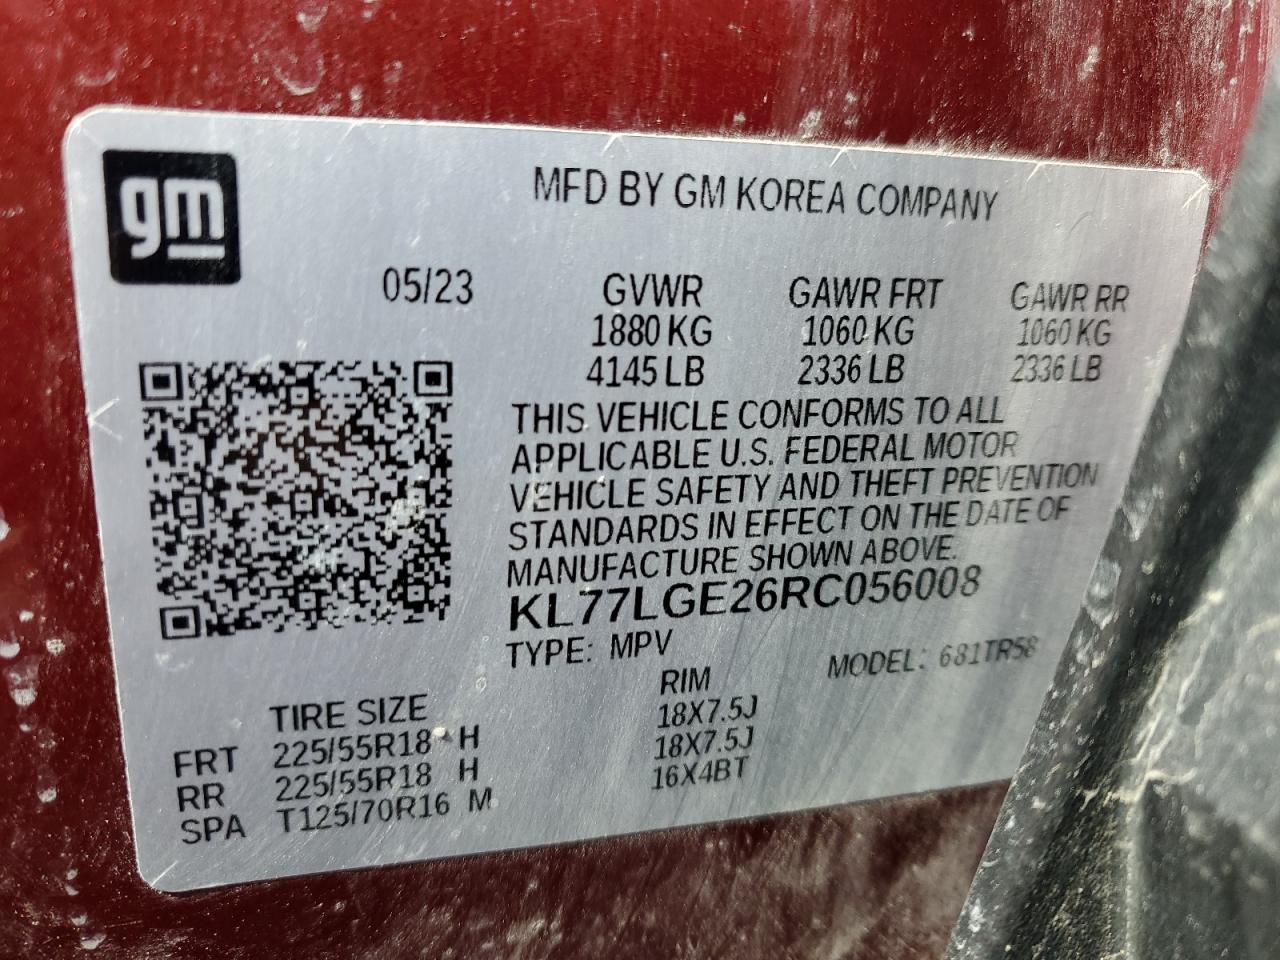 gm
MFD BY GM KOREA COMPANY
05/23 GVWR GAWR FRT GAWR RR
1880 KG 1060 KG 1060 KG
4145 LB 2336 LB 2336 LB
THIS VEHICLE CONFORMS TO ALL
APPLICABLE U.S. FEDERAL MOTOR
VEHICLE SAFETY AND THEFT PREVENTION
STANDARDS IN EFFECT ON THE DATE OF
MANUFACTURE SHOWN ABOVE.
KL77LGE26RC056008
TYPE: MPV MODEL: 681TR58
TIRE SIZE RIM
FRT 225/55R18 H 18X7.5J
RR 225/55R18 H 18X7.5J
SPA T125/70R16 M 16X4BT